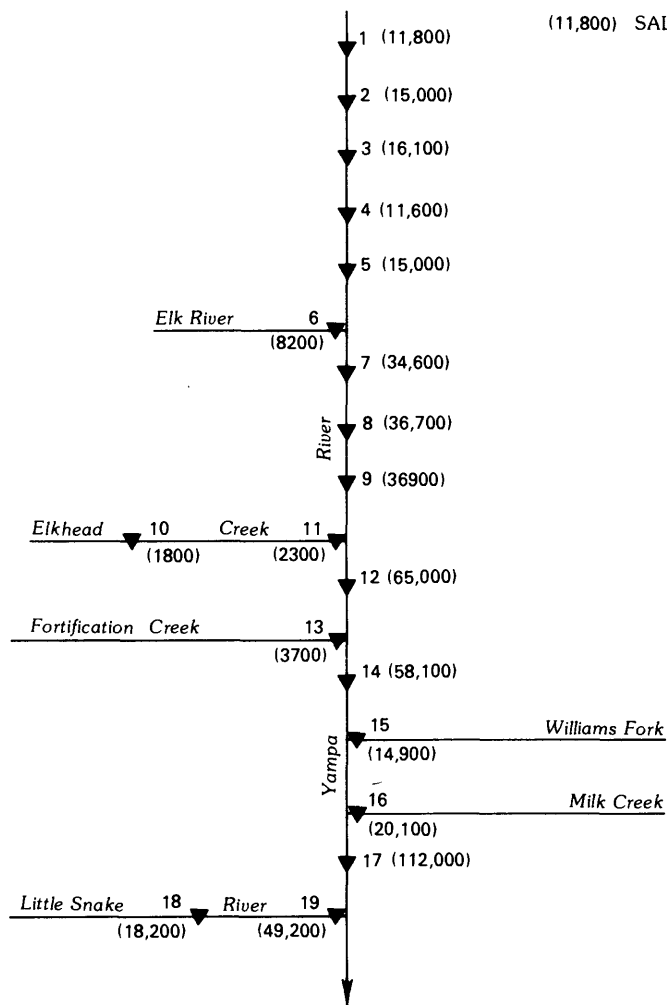 1 (11,800)
(11,800)
2 (15,000)
3 (16,100)
4 (11,600)
5 (15,000)
Elk River 6
(8200)
7 (34,600)
River
8 (36,700)
9 (36900)
Elkhead 10 Creek 11
(1800) (2300)
12 (65,000)
Fortification Creek 13
(3700)
14 (58,100)
Yampa
15 Williams Fork
(14,900)
16 Milk Creek
(20,100)
17 (112,000)
Little Snake 18 River 19
(18,200) (49,200)